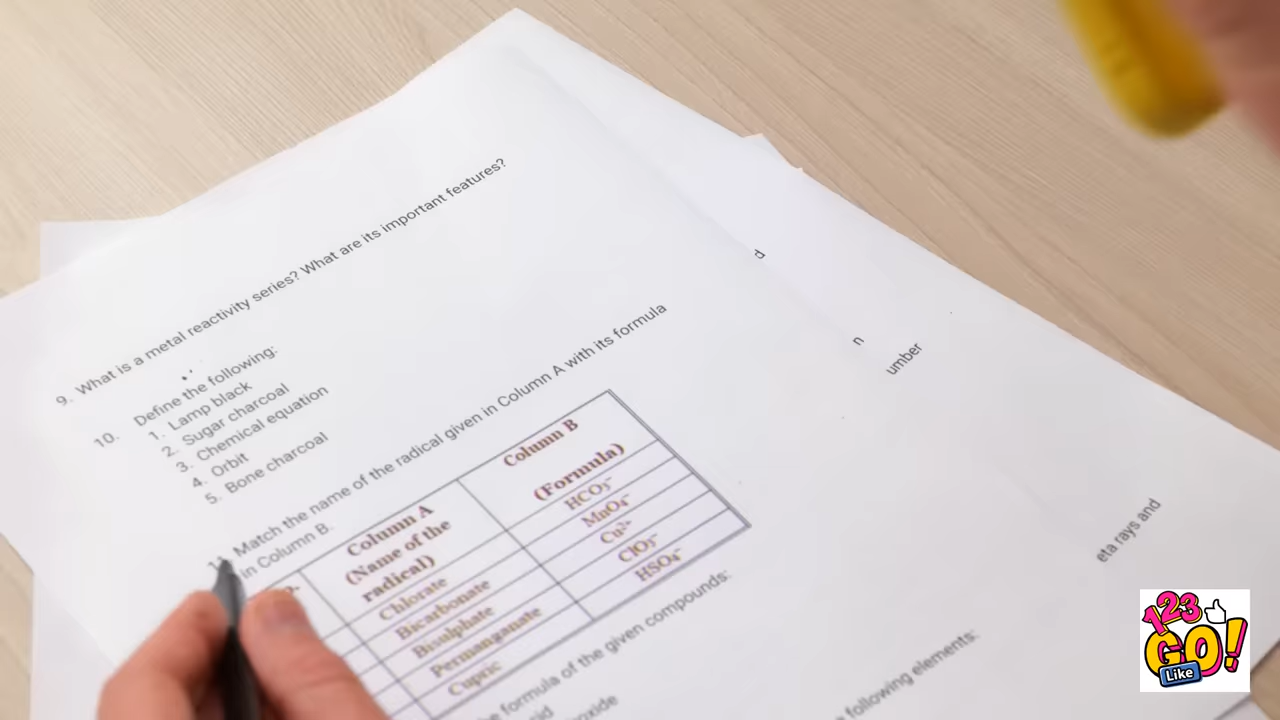 9. What is a metal reactivity series? What are its important features?
10. Define the following:
1. Lamp black
2. Sugar charcoal
3. Chemical equation
4. Orbit
5. Bone charcoal
11. Match the name of the radical given in Column A with its formula
in Column B.
Column A
(Name of the
radical)
Column B
(Formula)
Chlorate
HCO₃⁻
Bicarbonate
MnO₄⁻
Bisulphate
Cu²⁺
Permanganate
ClO₃⁻
Cupric
HSO₄⁻
formula of the given compounds:
oxide
d
n
umber
eta rays and
following elements:
123
GO!
Like